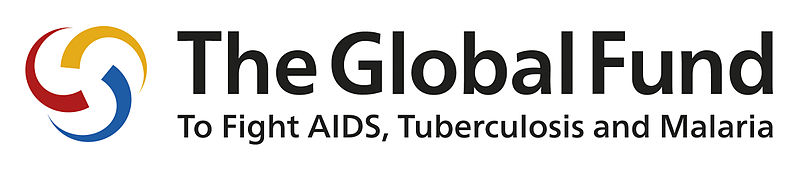 The Global Fund
To Fight AIDS, Tuberculosis and Malaria